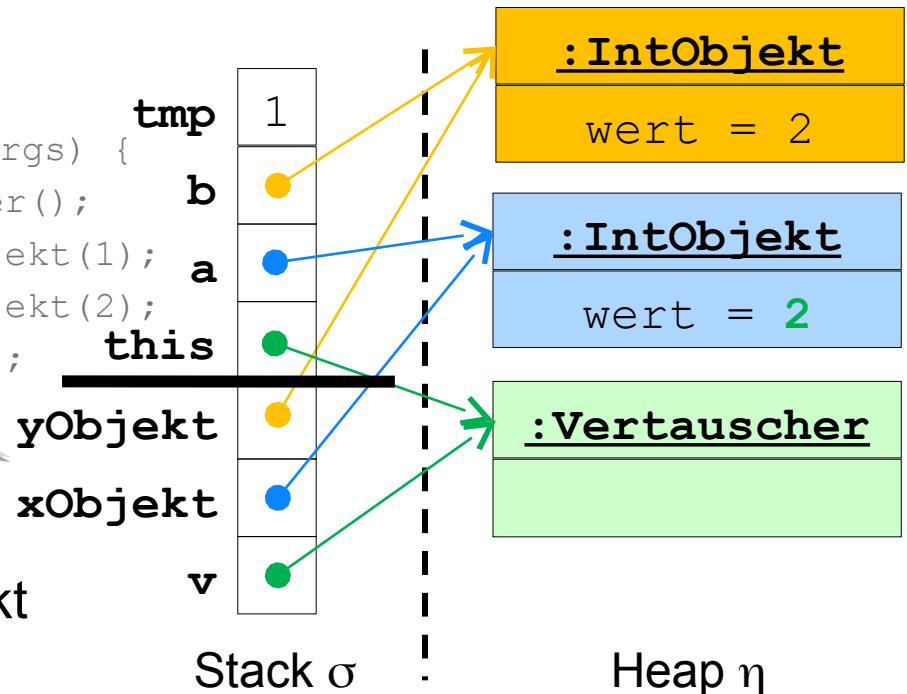 rgs) {
er();
ekt(1);
ekt(2);
;
kt
tmp 1
b
a
this
yObjekt
xObjekt
v
Stack σ
:IntObjekt
wert = 2
:IntObjekt
wert = 2
:Vertauscher
Heap η